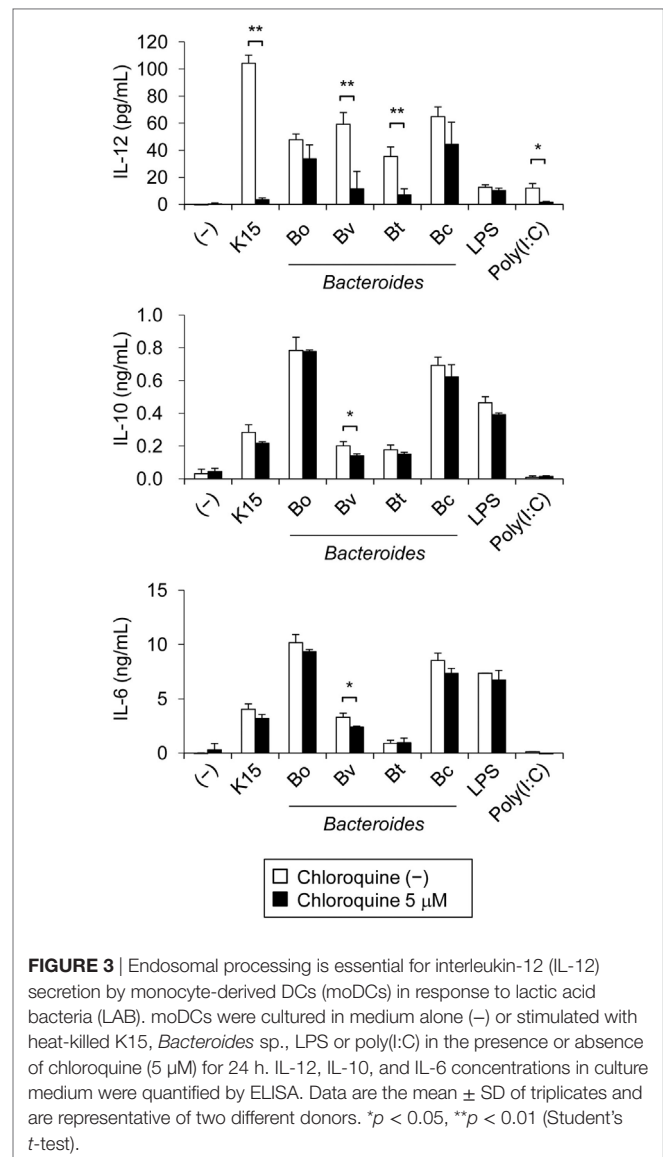 120
100
80
60
40
20
0
IL-12 (pg/mL)
**
**
**
*
(−)
K15
Bo
Bv
Bt
Bc
LPS
Poly(I:C)
Bacteroides
1.0
0.8
0.6
0.4
0.2
0.0
IL-10 (ng/mL)
*
(−)
K15
Bo
Bv
Bt
Bc
LPS
Poly(I:C)
Bacteroides
15
10
5
0
IL-6 (ng/mL)
*
(−)
K15
Bo
Bv
Bt
Bc
LPS
Poly(I:C)
Bacteroides
Chloroquine (−)
Chloroquine 5 μM
FIGURE 3 | Endosomal processing is essential for interleukin-12 (IL-12)
secretion by monocyte-derived DCs (moDCs) in response to lactic acid
bacteria (LAB). moDCs were cultured in medium alone (−) or stimulated with
heat-killed K15, Bacteroides sp., LPS or poly(I:C) in the presence or absence
of chloroquine (5 μM) for 24 h. IL-12, IL-10, and IL-6 concentrations in culture
medium were quantified by ELISA. Data are the mean ± SD of triplicates and
are representative of two different donors. *p < 0.05, **p < 0.01 (Student’s
t-test).